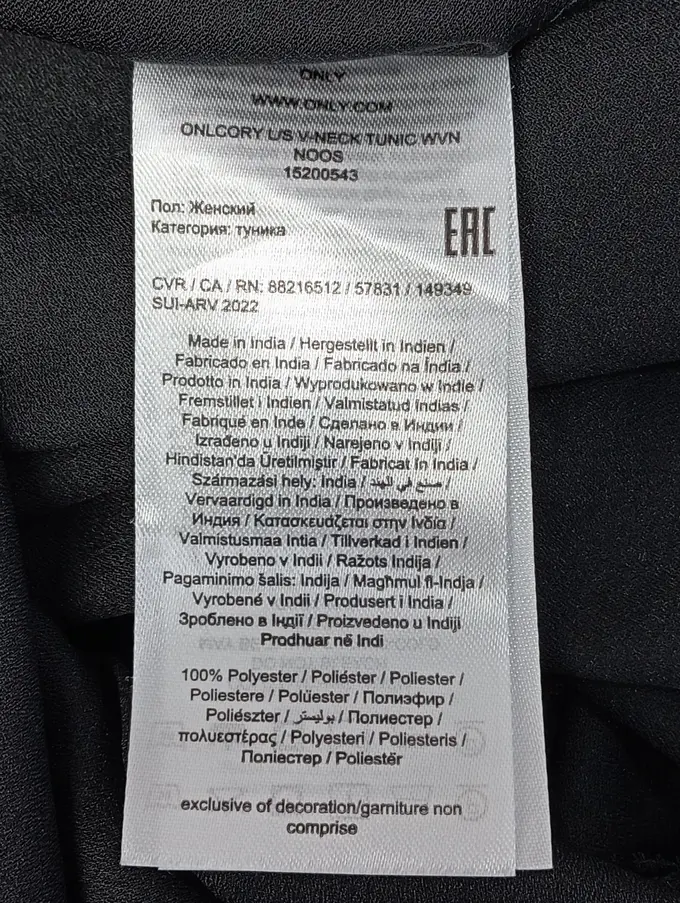 ONLY
WWW.ONLY.COM
ONLCORY L/S V-NECK TUNIC WVN
NOOS
15200543
Пол: Женский
Категория: туника
EAC
CVR / CA / RN: 88216512 / 57831 / 149349
SUI-ARV 2022
Made in India / Hergestellt in Indien /
Fabricado en India / Fabricado na Índia /
Prodotto in India / Wyprodukowano w Indie /
Fremstillet i Indien / Valmistatud Indias /
Fabriqué en Inde / Сделано в Индии /
Izrađeno u Indiji / Narejeno v Indiji /
Hindistan'da Üretilmiştir / Fabricat în India /
Származási hely: India / صنع في الهند /
Vervaardigd in India / Произведено в
Индия / Κατασκευάζεται στην Ινδία /
Valmistusmaa Intia / Tillverkad i Indien /
Vyrobeno v Indii / Ražots Indija /
Pagaminimo šalis: Indija / Magħmul fl-Indja /
Vyrobené v Indii / Produsert i India /
Зроблено в Індії / Proizvedeno u Indiji
Prodhuar në Indi
100% Polyester / Poliéster / Poliester /
Poliestere / Polüester / Полиэфир /
Poliészter / بوليستر / Полиестер /
πολυεστέρας / Polyesteri / Poliesteris /
Поліестер / Poliestër
exclusive of decoration/garniture non
comprise